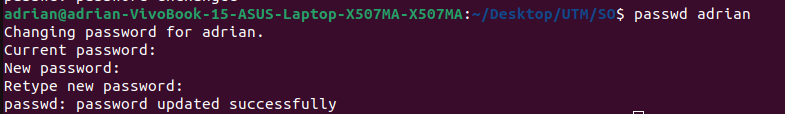 adrian@adrian-VivoBook-15-ASUS-Laptop-X507MA-X507MA:~/Desktop/UTM/SO$ passwd adrian
Changing password for adrian.
Current password:
New password:
Retype new password:
passwd: password updated successfully